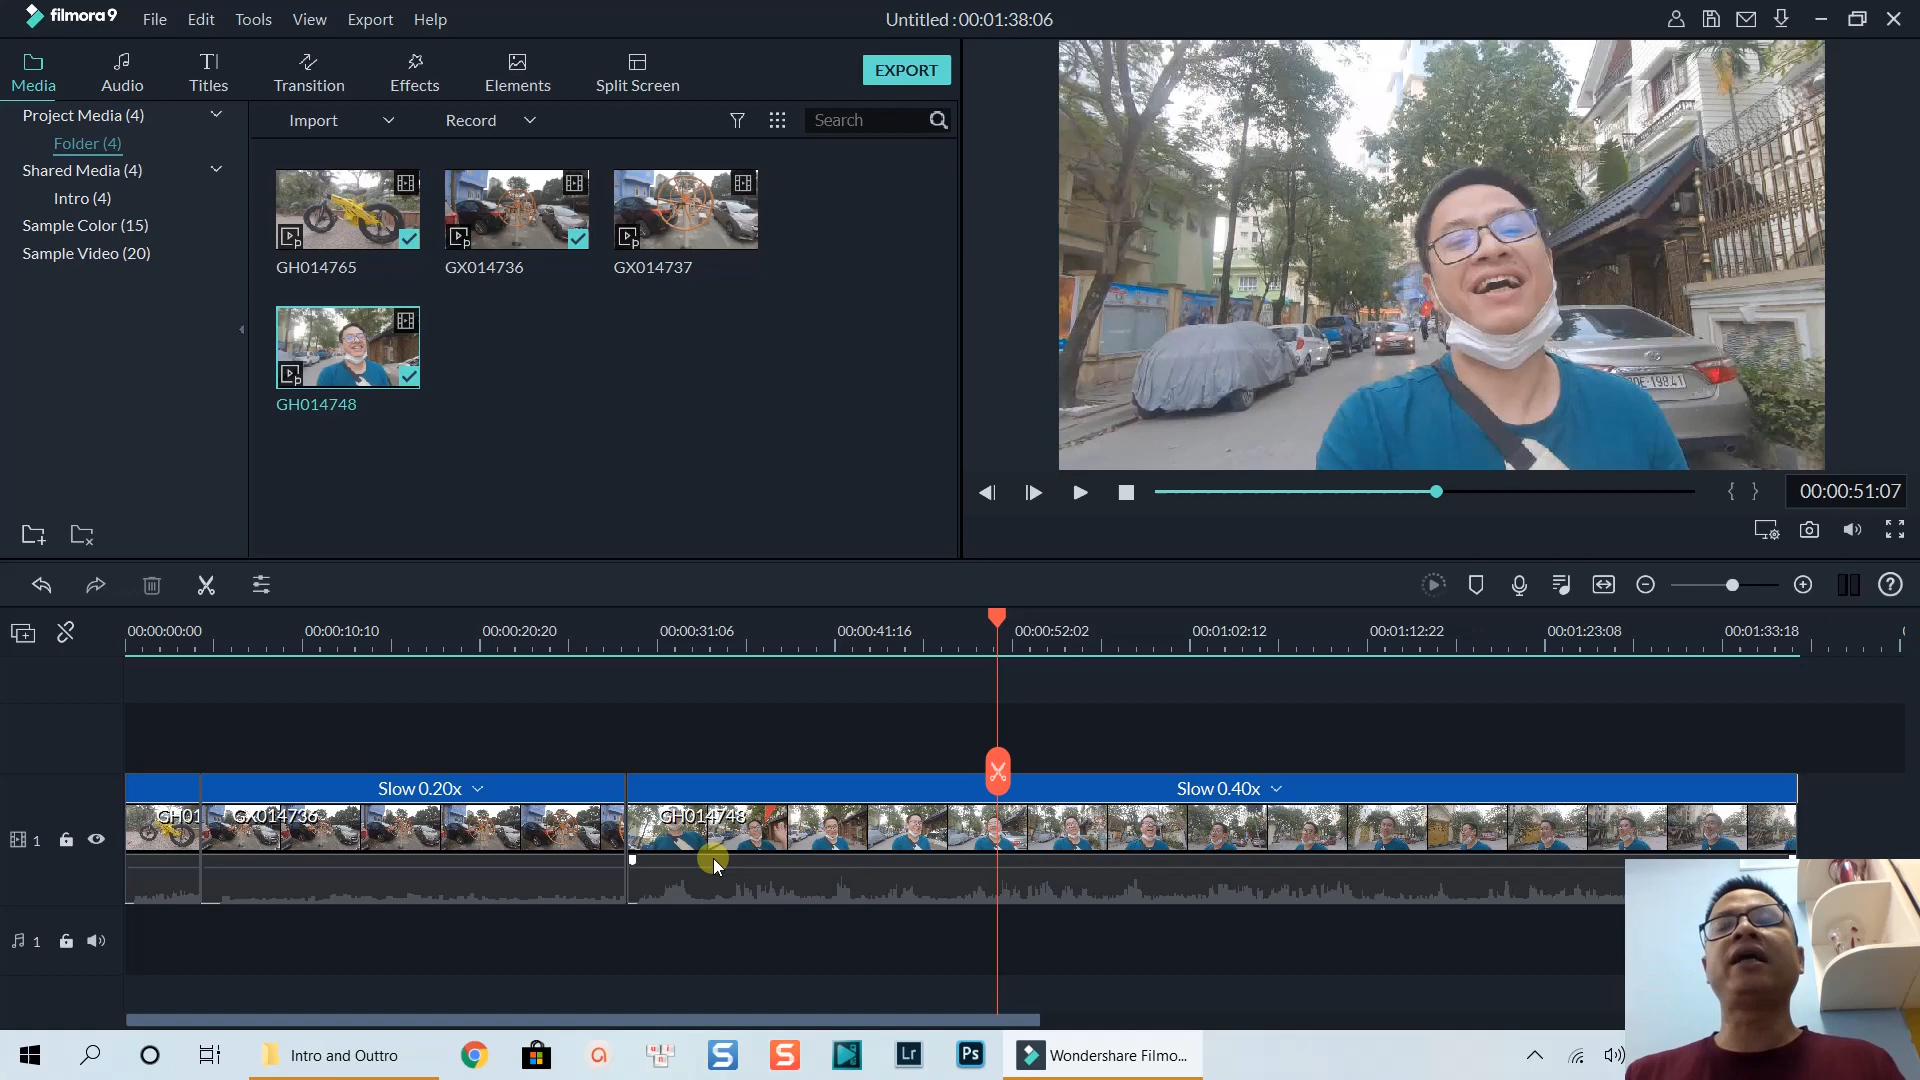 filmora9 File Edit Tools View Export Help
Untitled : 00:01:38:06
Media Audio Titles Transition Effects Elements Split Screen
EXPORT
Project Media (4)
Folder (4)
Shared Media (4)
Intro (4)
Sample Color (15)
Sample Video (20)
Import Record Search
GH014765 GX014736 GX014737
GH014748
00:00:51:07
00:00:00:00 00:00:10:10 00:00:20:20 00:00:31:06 00:00:41:16 00:00:52:02 00:01:02:12 00:01:12:22 00:01:23:08 00:01:33:18
Slow 0.20x Slow 0.40x
GH01 GX014736 GH014748
1
1
Intro and Outtro
Lr
Ps
Wondershare Filmo...